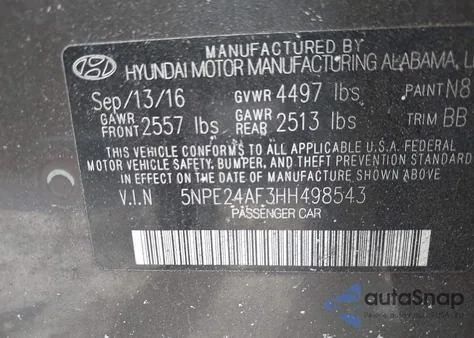 MANUFACTURED BY
HYUNDAI MOTOR MANUFACTURING ALABAMA, L
Sep/13/16 GVWR 4497 lbs PAINT N8
GAWR FRONT 2557 lbs GAWR REAR 2513 lbs TRIM BB
THIS VEHICLE CONFORMS TO ALL APPLICABLE U.S.A. FEDERAL
MOTOR VEHICLE SAFETY, BUMPER, AND THEFT PREVENTION STANDARD
IN EFFECT ON THE DATE OF MANUFACTURE SHOWN ABOVE.
V.I.N 5NPE24AF3HH498543
PASSENGER CAR
autoSnap